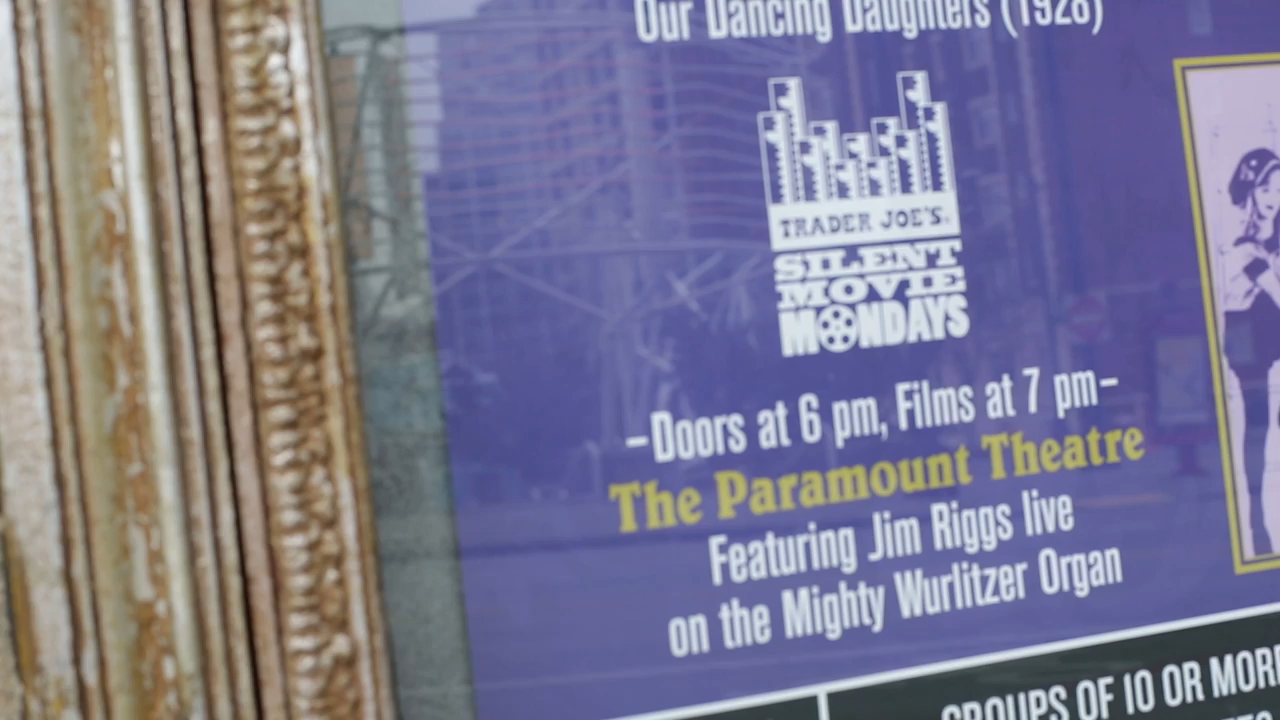 Our Dancing Daughters (1928)
TRADER JOE'S
SILENT
MOVIE
MONDAYS
–Doors at 6 pm, Films at 7 pm–
The Paramount Theatre
Featuring Jim Riggs live
on the Mighty Wurlitzer Organ
GROUPS OF 10 OR MORE